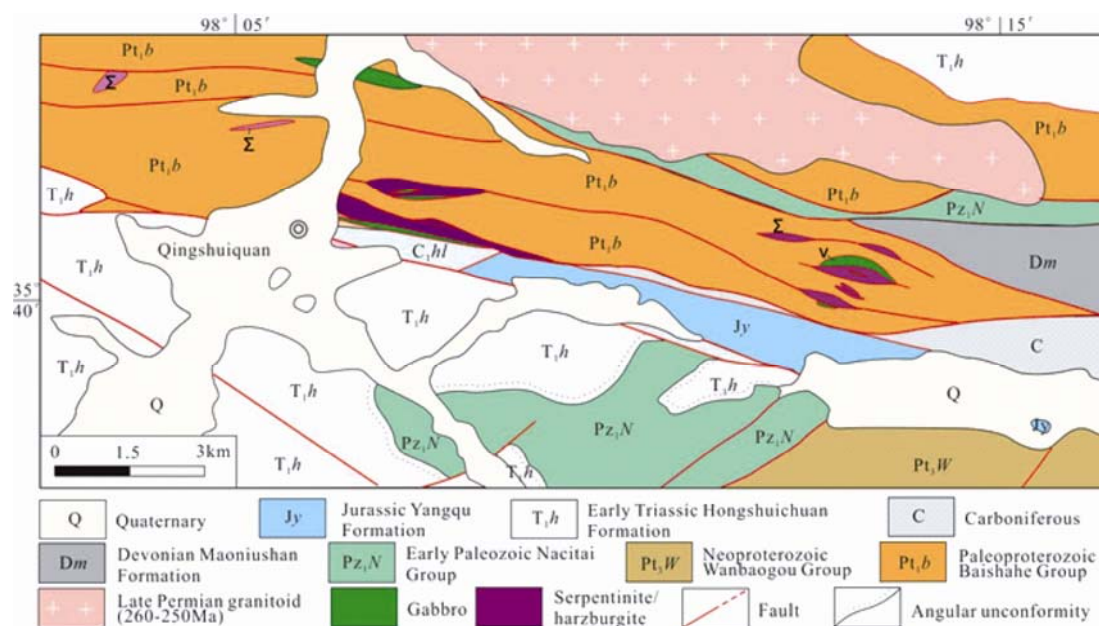 98° 05′ 98° 15′
Pt₁b
T₁h
Σ Pt₁b
Pt₁b
Σ
Pt₁b Pt₁b Pt₁b
T₁h Pz₁N
Σ
Qingshuiquan C₁hl Pt₁b v Dm
T₁h
35°
40′
T₁h Jy
T₁h C
T₁h T₁h T₁h
Q Q
Pz₁N Pz₁N Pz₁N Jy
T₁h T₁h Pt₃W
0 1.5 3km
Q Quaternary Jy Jurassic Yangqu Formation T₁h Early Triassic Hongshuichuan Formation C Carboniferous
Dm Devonian Maoniushan Formation Pz₁N Early Paleozoic Nacitai Group Pt₃W Neoproterozoic Wanbaogou Group Pt₁b Paleoproterozoic Baishahe Group
Late Permian granitoid (260-250Ma) Gabbro Serpentinite/ harzburgite Fault Angular unconformity